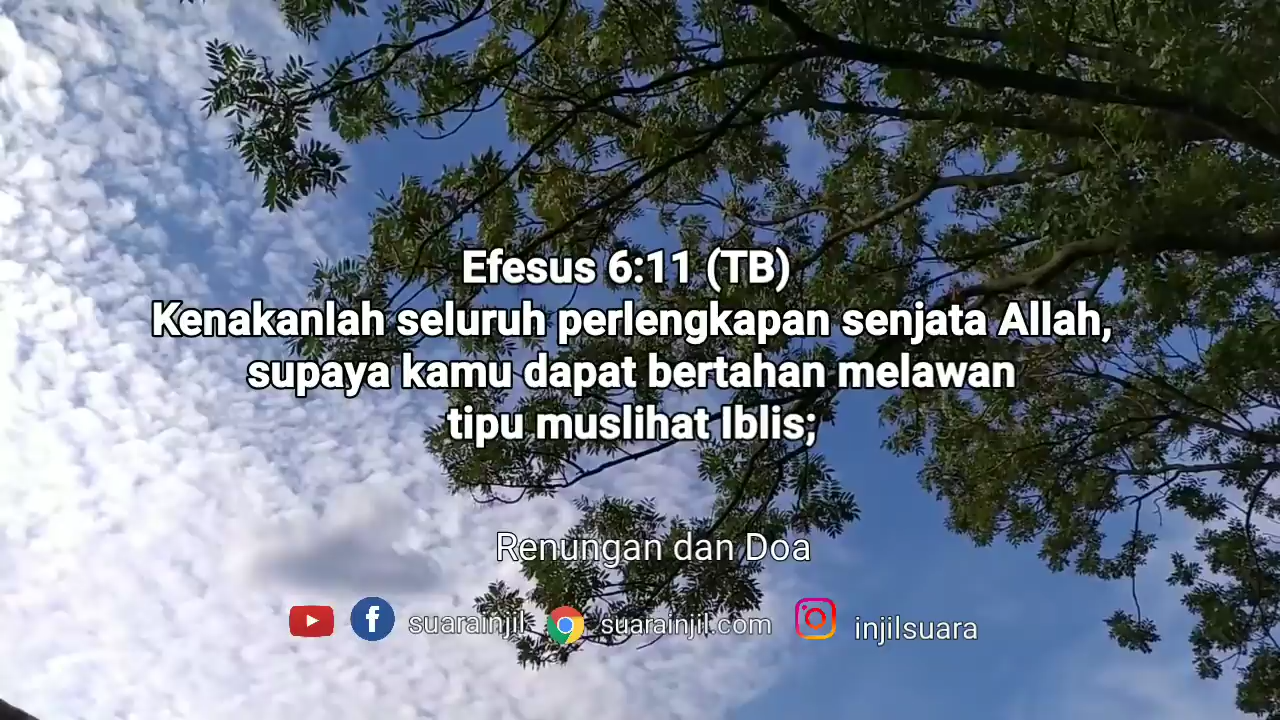 Efesus 6:11 (TB)
Kenakanlah seluruh perlengkapan senjata Allah,
supaya kamu dapat bertahan melawan
tipu muslihat Iblis;
Renungan dan Doa
suarainjil suarainjil.com injilsuara